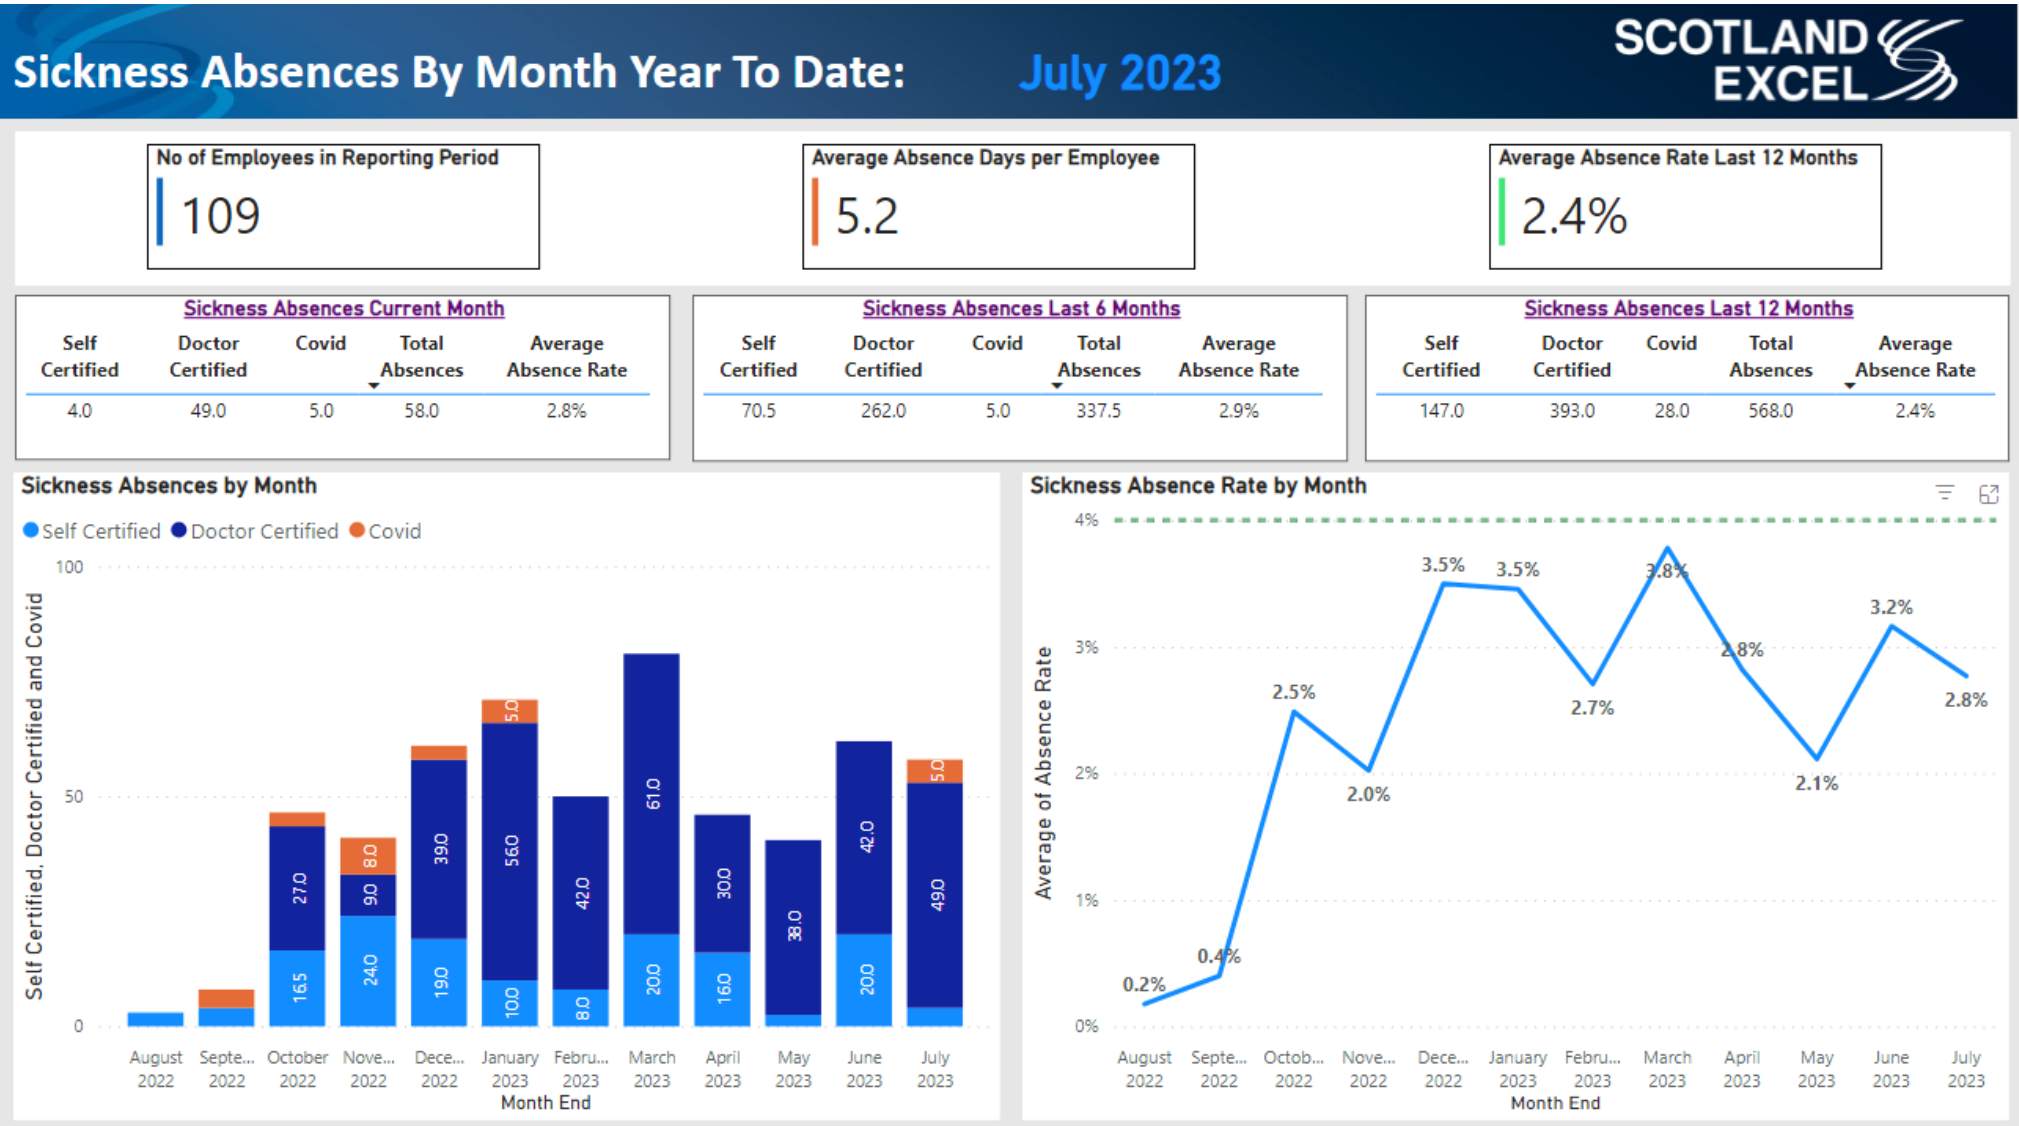 Sickness Absences By Month Year To Date: July 2023
SCOTLAND
EXCEL
No of Employees in Reporting Period
109
Average Absence Days per Employee
5.2
Average Absence Rate Last 12 Months
2.4%
Sickness Absences Current Month
Self Certified Doctor Certified Covid Total Absences Average Absence Rate
4.0 49.0 5.0 58.0 2.8%
Sickness Absences Last 6 Months
Self Certified Doctor Certified Covid Total Absences Average Absence Rate
70.5 262.0 5.0 337.5 2.9%
Sickness Absences Last 12 Months
Self Certified Doctor Certified Covid Total Absences Average Absence Rate
147.0 393.0 28.0 568.0 2.4%
Sickness Absences by Month
Self Certified Doctor Certified Covid
Self Certified, Doctor Certified and Covid
100
50
0
16.5 27.0
24.0 9.0 8.0
19.0 39.0
10.0 56.0 5.0
8.0 42.0
20.0 61.0
16.0 30.0
38.0
20.0 42.0
49.0 5.0
August Septe... October Nove... Dece... January Febru... March April May June July
2022 2022 2022 2022 2022 2023 2023 2023 2023 2023 2023 2023
Month End
Sickness Absence Rate by Month
Average of Absence Rate
4%
3%
2%
1%
0%
0.2% 0.4% 2.5% 2.0% 3.5% 3.5% 2.7% 3.8% 2.8% 2.1% 3.2% 2.8%
August Septe... Octob... Nove... Dece... January Febru... March April May June July
2022 2022 2022 2022 2022 2023 2023 2023 2023 2023 2023 2023
Month End